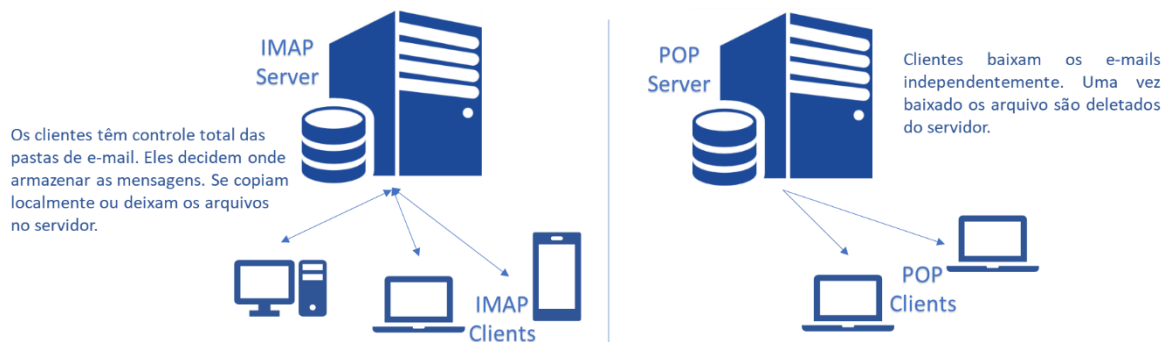 IMAP
Server
Os clientes têm controle total das
pastas de e-mail. Eles decidem onde
armazenar as mensagens. Se copiam
localmente ou deixam os arquivos
no servidor.
IMAP
Clients
POP
Server
Clientes baixam os e-mails
independentemente. Uma vez
baixado os arquivo são deletados
do servidor.
POP
Clients